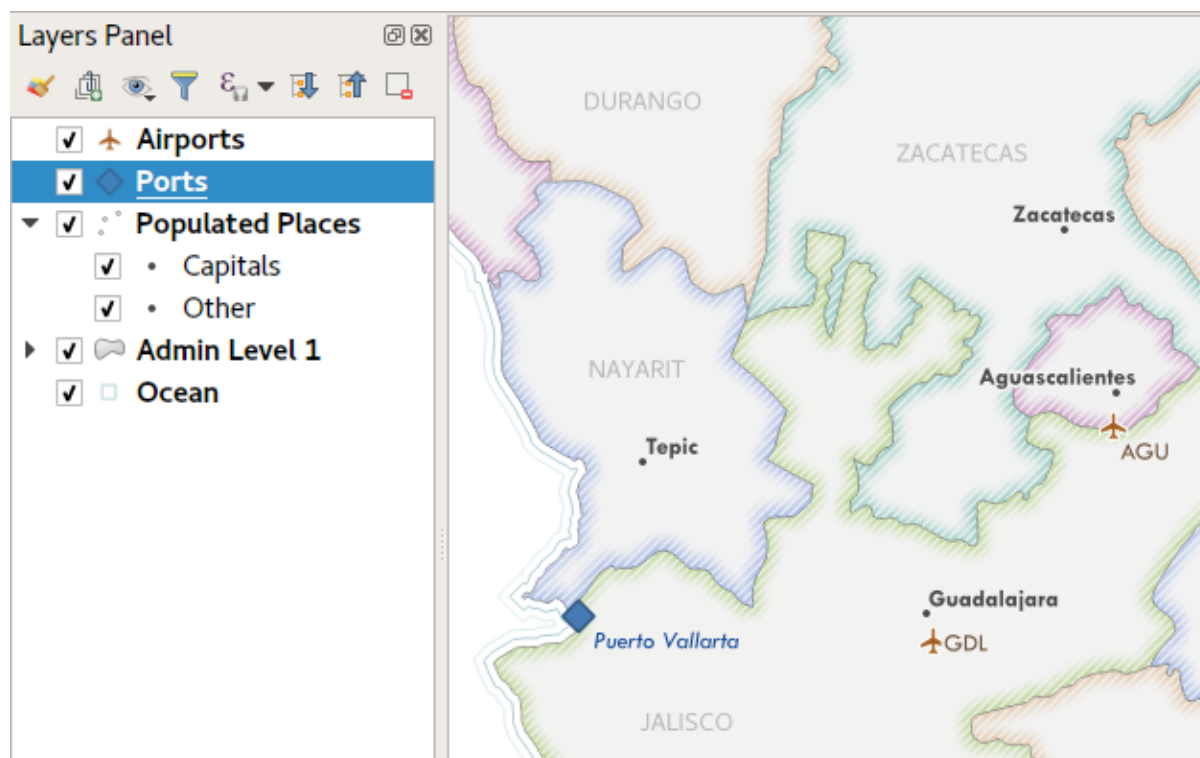 Layers Panel
Airports
Ports
Populated Places
Capitals
Other
Admin Level 1
Ocean
DURANGO
ZACATECAS
Zacatecas
NAYARIT
Aguascalientes
Tepic
AGU
Guadalajara
Puerto Vallarta
GDL
JALISCO